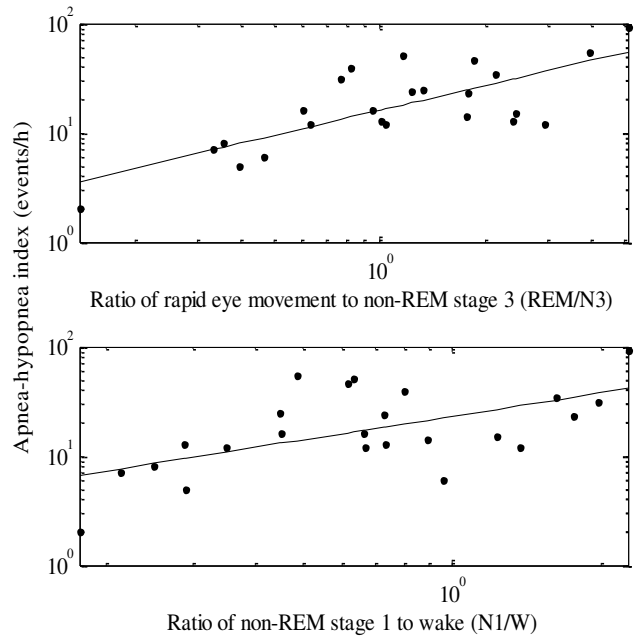 10²
10¹
10⁰
10⁰
Ratio of rapid eye movement to non-REM stage 3 (REM/N3)
Apnea-hypopnea index (events/h)
10²
10¹
10⁰
10⁰
Ratio of non-REM stage 1 to wake (N1/W)